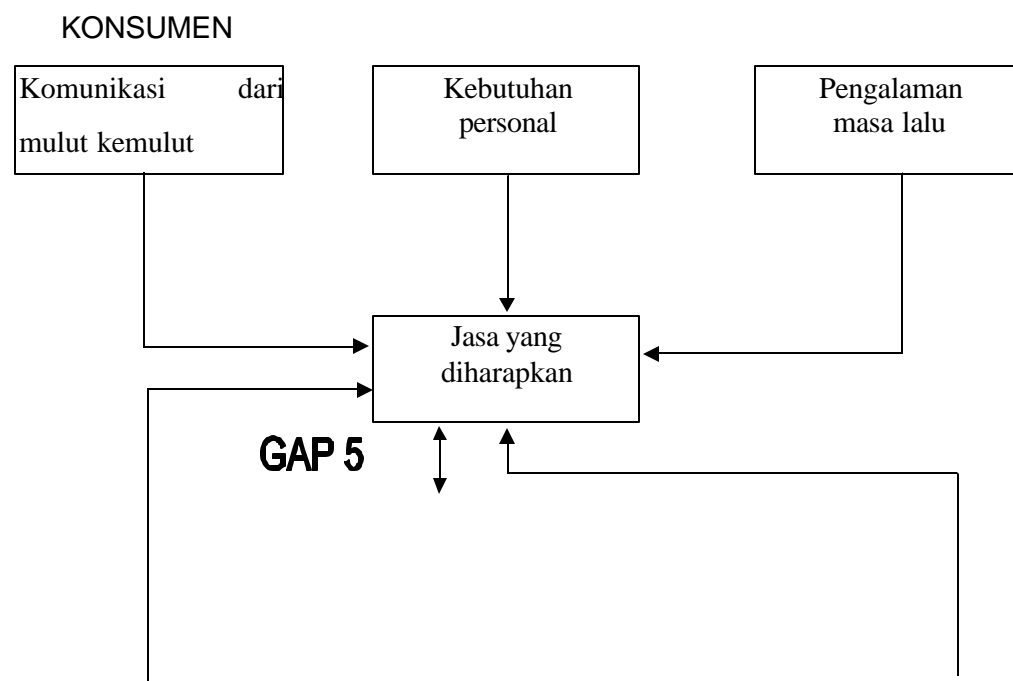 KONSUMEN
Komunikasi dari
mulut kemulut
Kebutuhan
personal
Pengalaman
masa lalu
Jasa yang
diharapkan
GAP 5